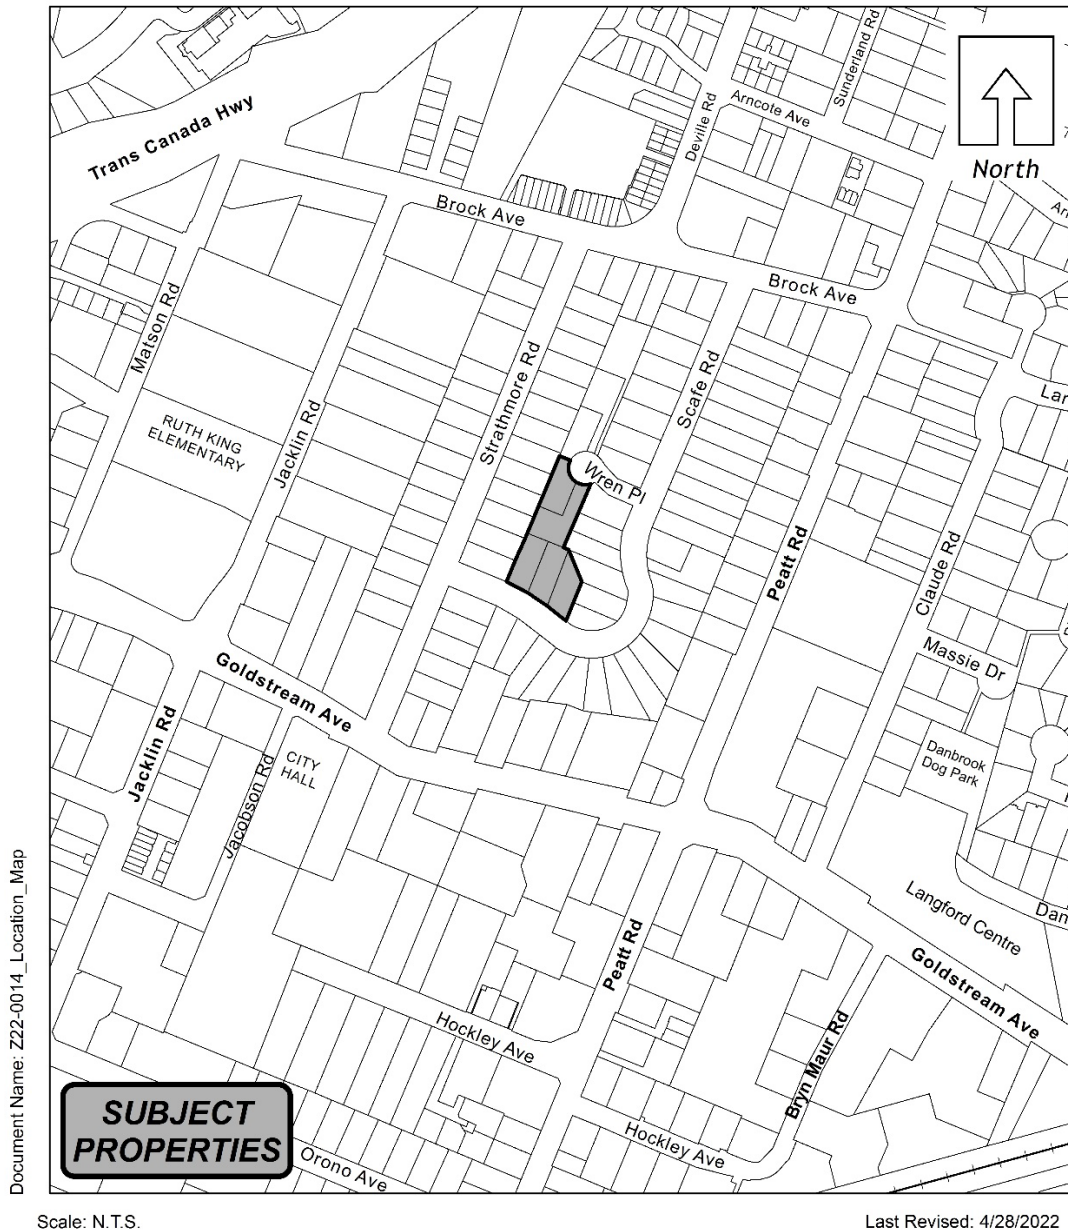 Sunderland Rd
Arncote Ave
Deville Rd
Trans Canada Hwy
North
Brock Ave
Brock Ave
Matson Rd
Strathmore Rd
Scafe Rd
Lar
RUTH KING
ELEMENTARY
Jacklin Rd
Wren Pl
Peatt Rd
Claude Rd
Massie Dr
Goldstream Ave
Jacklin Rd
Jacobson Rd
CITY
HALL
Danbrook
Dog Park
Langford Centre
Dan
Goldstream Ave
Peatt Rd
Hockley Ave
Bryn Maur Rd
Hockley Ave
Orono Ave
SUBJECT
PROPERTIES
Document Name: Z22-0014_Location_Map
Scale: N.T.S.
Last Revised: 4/28/2022